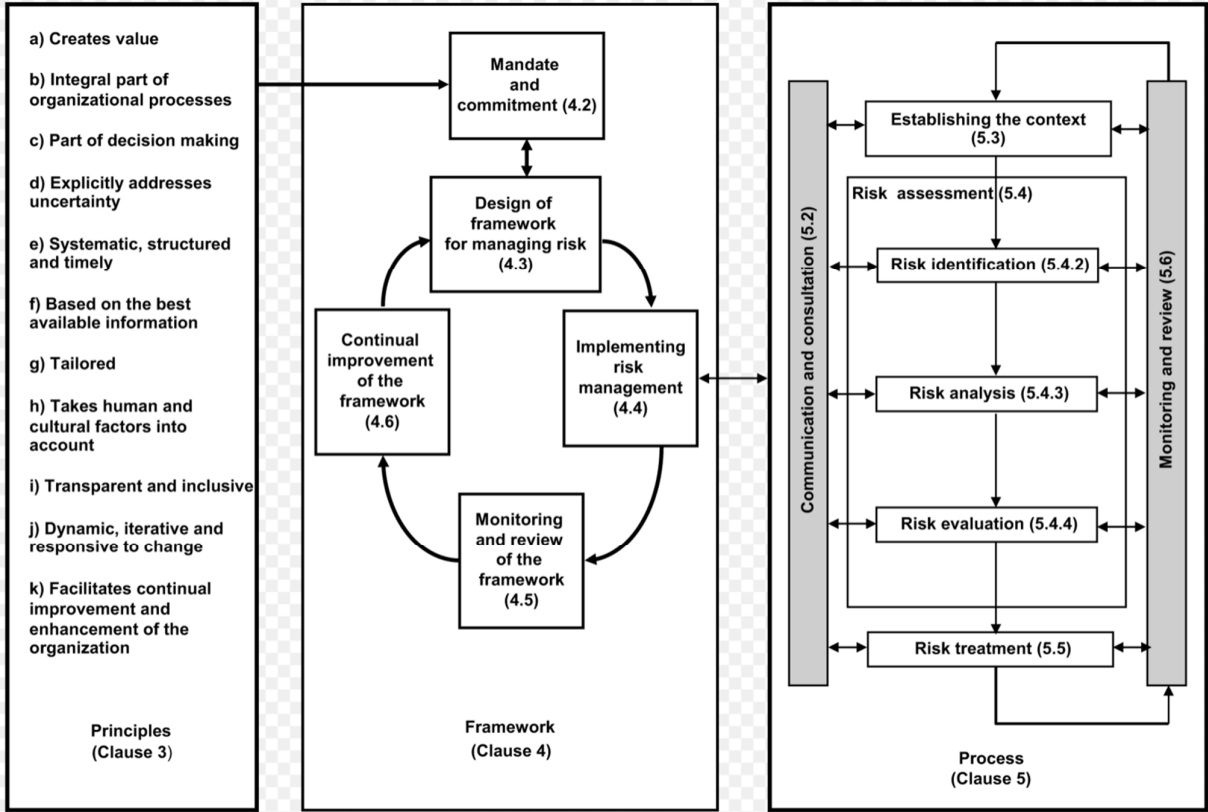 a) Creates value
b) Integral part of
organizational processes
c) Part of decision making
d) Explicitly addresses
uncertainty
e) Systematic, structured
and timely
f) Based on the best
available information
g) Tailored
h) Takes human and
cultural factors into
account
i) Transparent and inclusive
j) Dynamic, iterative and
responsive to change
k) Facilitates continual
improvement and
enhancement of the
organization
Principles
(Clause 3)
Mandate
and
commitment (4.2)
Design of
framework
for managing risk
(4.3)
Implementing
risk
management
(4.4)
Monitoring
and review
of the
framework
(4.5)
Continual
improvement
of the
framework
(4.6)
Framework
(Clause 4)
Communication and consultation (5.2)
Establishing the context
(5.3)
Risk assessment (5.4)
Risk identification (5.4.2)
Risk analysis (5.4.3)
Risk evaluation (5.4.4)
Risk treatment (5.5)
Monitoring and review (5.6)
Process
(Clause 5)